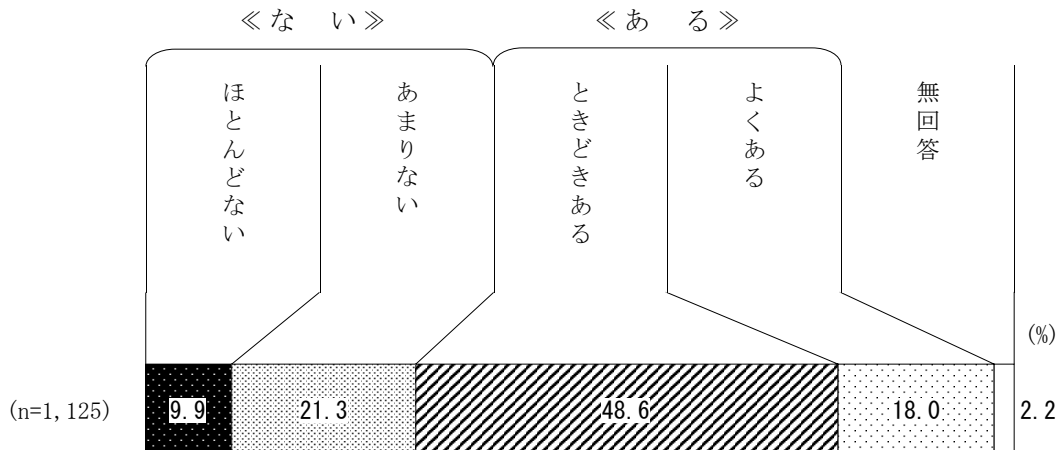 ≪な い≫
≪あ る≫
ほとんどない
あまりない
ときどきある
よくある
無回答
(%)
(n=1,125)
9.9
21.3
48.6
18.0
2.2